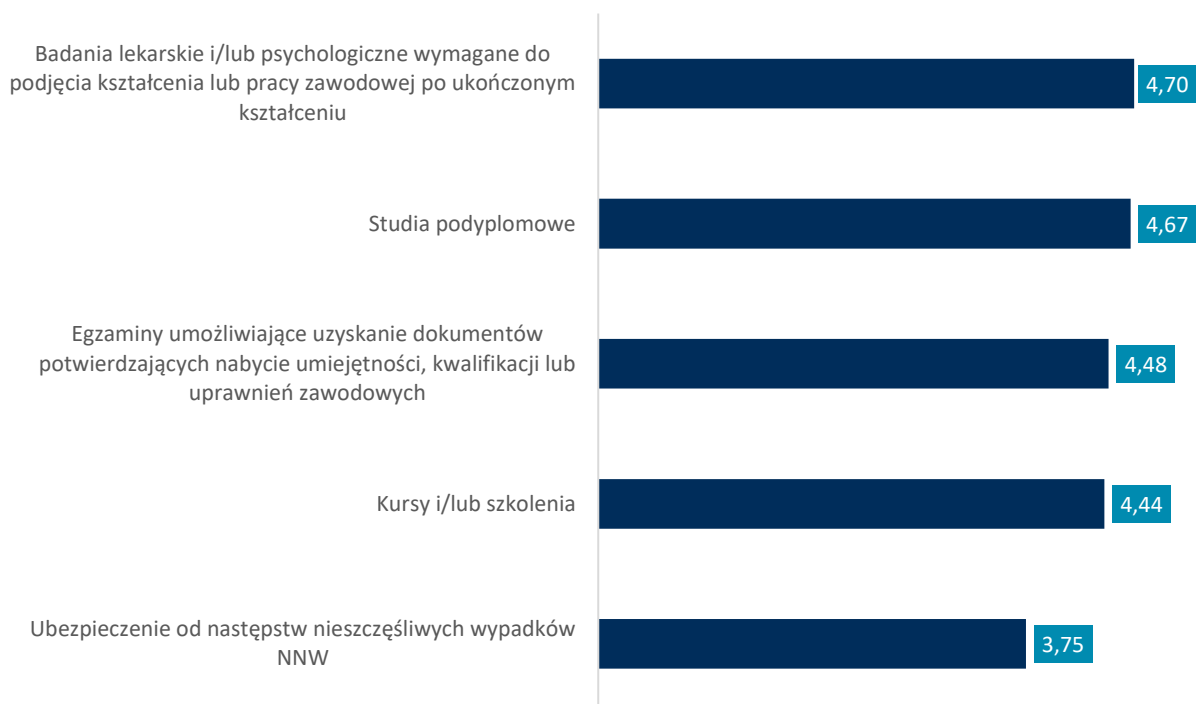 Badania lekarskie i/lub psychologiczne wymagane do
podjęcia kształcenia lub pracy zawodowej po ukończonym
kształceniu
4,70
Studia podyplomowe
4,67
Egzaminy umożliwiające uzyskanie dokumentów
potwierdzających nabycie umiejętności, kwalifikacji lub
uprawnień zawodowych
4,48
Kursy i/lub szkolenia
4,44
Ubezpieczenie od następstw nieszczęśliwych wypadków
NNW
3,75